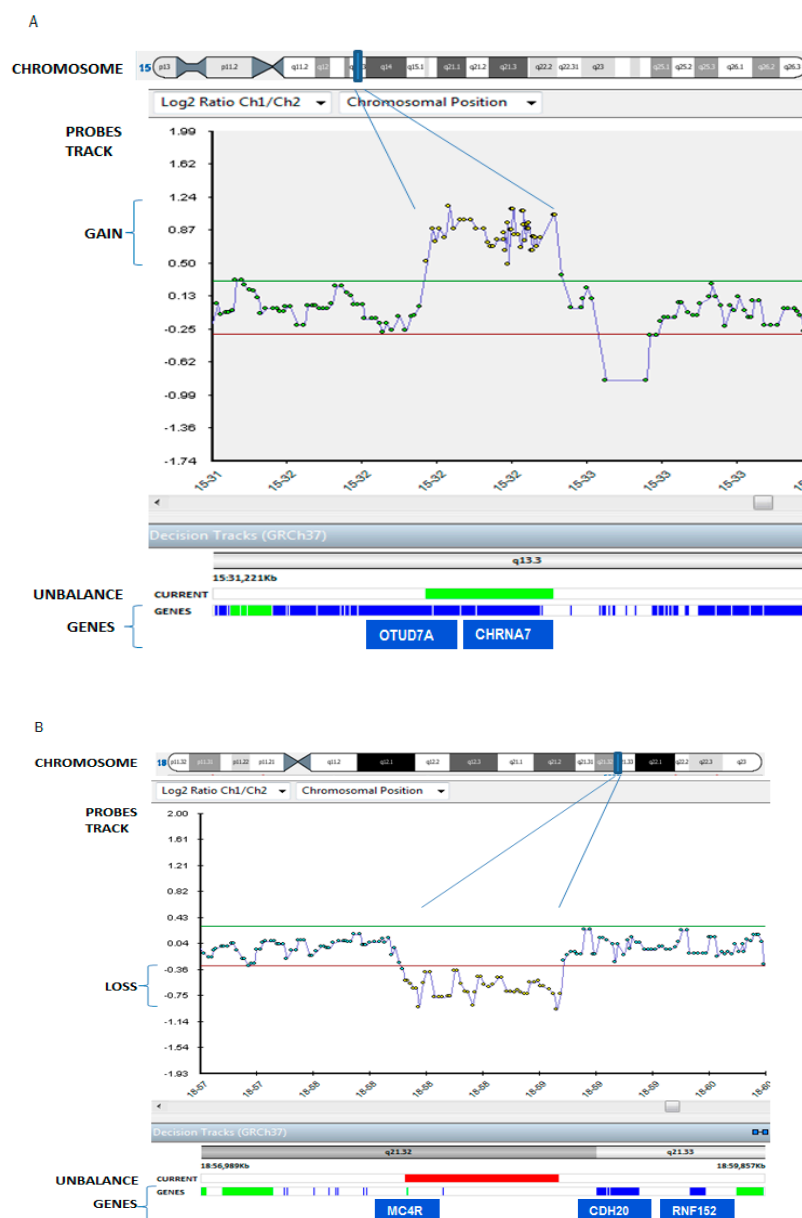 A
CHROMOSOME 15 p13 p11.2 q11.2 q12 q14 q15.1 q21.1 q21.2 q21.3 q22.2 q22.31 q23 q25.1 q25.2 q25.3 q26.1 q26.2 q26.3
Log2 Ratio Ch1/Ch2 Chromosomal Position
PROBES
TRACK
1.99
1.62
1.24
GAIN
0.87
0.50
0.13
-0.25
-0.62
-0.99
-1.36
-1.74
15-31 15-32 15-32 15-32 15-32 15-33 15-33 15-33
Decision Tracks (GRCh37)
q13.3
15:31,221Kb
UNBALANCE CURRENT
GENES GENES
OTUD7A CHRNA7
B
CHROMOSOME 18 p11.32 p11.31 p11.22 p11.21 q11.2 q12.1 q12.2 q12.3 q21.1 q21.2 q21.31 q21.32 q22.1 q22.2 q22.3 q23
Log2 Ratio Ch1/Ch2 Chromosomal Position
PROBES
TRACK
2.00
1.61
1.21
0.82
0.43
0.04
-0.36
LOSS
-0.75
-1.14
-1.54
-1.93
18-57 18-57 18-58 18-58 18-58 18-58 18-59 18-59 18-60 18-60
Decision Tracks (GRCh37)
q21.32 q21.33
18:56,989Kb 18:59,857Kb
UNBALANCE CURRENT
GENES GENES
MC4R CDH20 RNF152